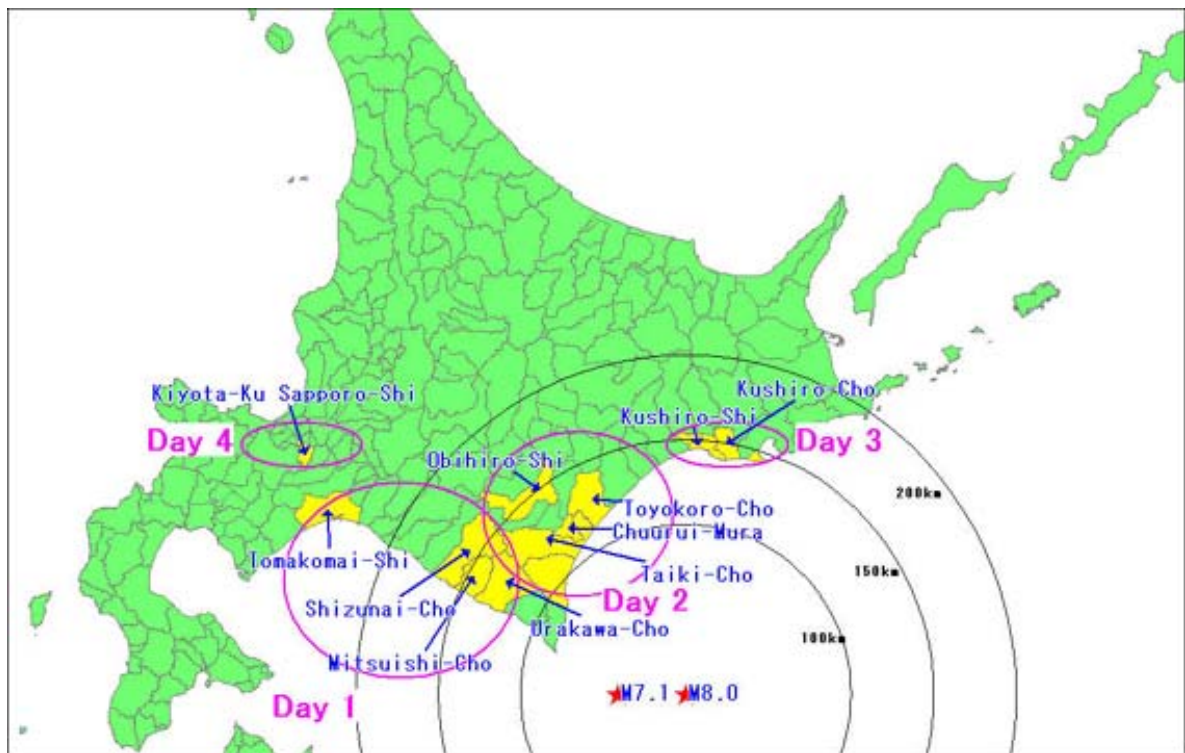 Kiyota-Ku Sapporo-Shi
Kushiro-Cho
Kushiro-Shi
Day 4
Day 3
Obihiro-Shi
200km
Toyokoro-Cho
Chuurui-Mura
Tomakomai-Shi
Taiki-Cho
150km
Shizunai-Cho
Day 2
Urakawa-Cho
100km
Mitsuishi-Cho
M7.1
M8.0
Day 1